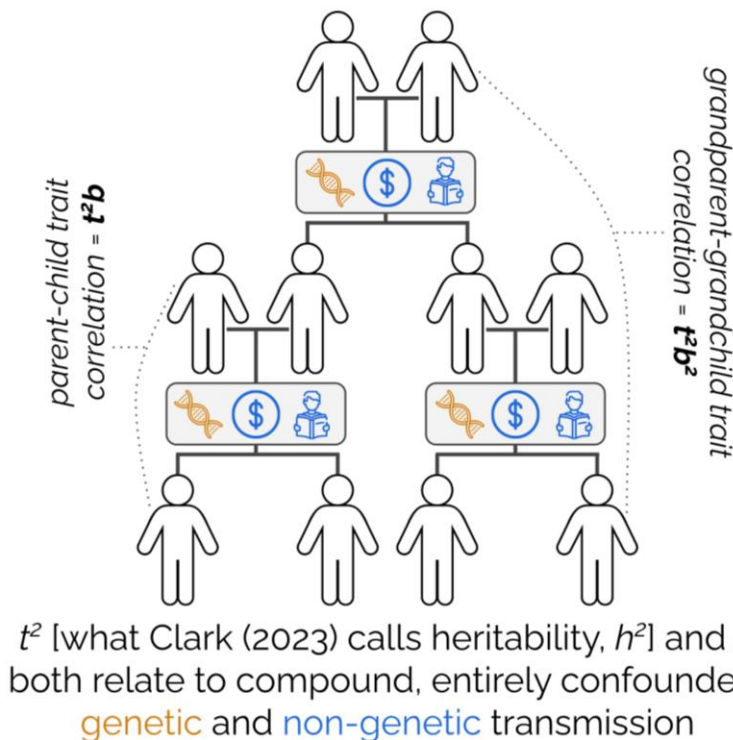 parent-child trait
correlation = t²b
grandparent-grandchild trait
correlation = t²b²
$
$
$
t² [what Clark (2023) calls heritability, h²] and
both relate to compound, entirely confounde
genetic and non-genetic transmission